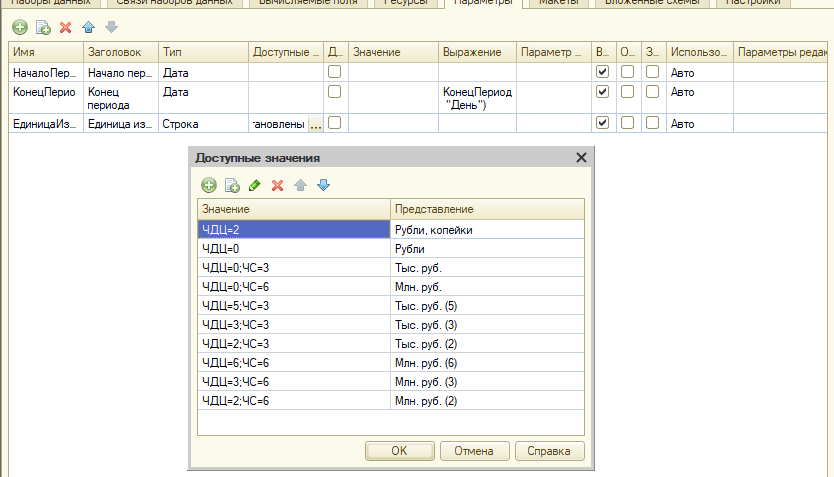 Наборы данных Связи наборов данных Вычисляемые поля Ресурсы Параметры Макеты Вложенные схемы Настройки
Имя Заголовок Тип Доступные ... Д... Значение Выражение Параметр ... В... О... З... Использо... Параметры редак
НачалоПер... Начало пер... Дата Авто
КонецПерио Конец периода Дата КонецПериод "День") Авто
ЕдиницаИз... Единица из... Строка тановлены ... Авто
Доступные значения
Значение Представление
ЧДЦ=2 Рубли, копейки
ЧДЦ=0 Рубли
ЧДЦ=0;ЧС=3 Тыс. руб.
ЧДЦ=0;ЧС=6 Млн. руб.
ЧДЦ=5;ЧС=3 Тыс. руб. (5)
ЧДЦ=3;ЧС=3 Тыс. руб. (3)
ЧДЦ=2;ЧС=3 Тыс. руб. (2)
ЧДЦ=6;ЧС=6 Млн. руб. (6)
ЧДЦ=3;ЧС=6 Млн. руб. (3)
ЧДЦ=2;ЧС=6 Млн. руб. (2)
OK Отмена Справка